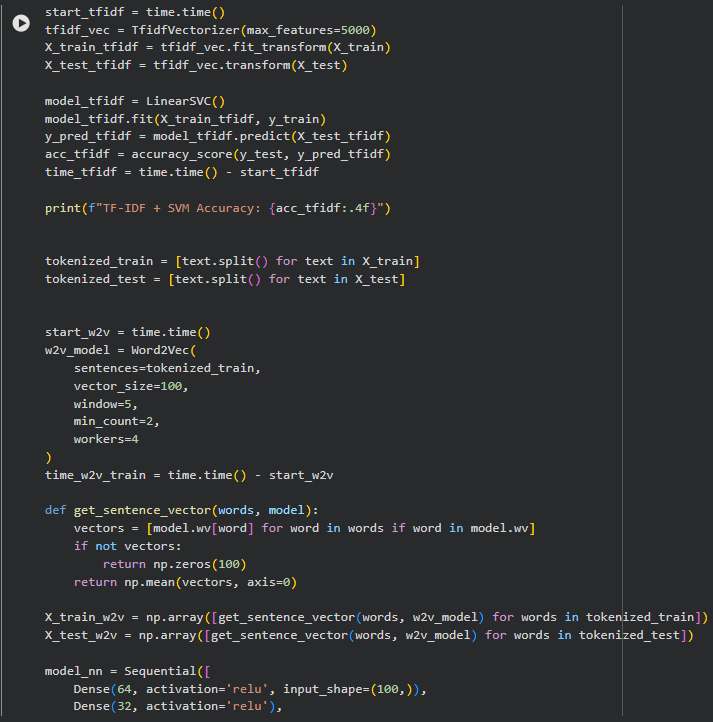 start_tfidf = time.time()
tfidf_vec = TfidfVectorizer(max_features=5000)
X_train_tfidf = tfidf_vec.fit_transform(X_train)
X_test_tfidf = tfidf_vec.transform(X_test)

model_tfidf = LinearSVC()
model_tfidf.fit(X_train_tfidf, y_train)
y_pred_tfidf = model_tfidf.predict(X_test_tfidf)
acc_tfidf = accuracy_score(y_test, y_pred_tfidf)
time_tfidf = time.time() - start_tfidf

print(f"TF-IDF + SVM Accuracy: {acc_tfidf:.4f}")

tokenized_train = [text.split() for text in X_train]
tokenized_test = [text.split() for text in X_test]

start_w2v = time.time()
w2v_model = Word2Vec(
    sentences=tokenized_train,
    vector_size=100,
    window=5,
    min_count=2,
    workers=4
)
time_w2v_train = time.time() - start_w2v

def get_sentence_vector(words, model):
    vectors = [model.wv[word] for word in words if word in model.wv]
    if not vectors:
        return np.zeros(100)
    return np.mean(vectors, axis=0)

X_train_w2v = np.array([get_sentence_vector(words, w2v_model) for words in tokenized_train])
X_test_w2v = np.array([get_sentence_vector(words, w2v_model) for words in tokenized_test])

model_nn = Sequential([
    Dense(64, activation='relu', input_shape=(100,)),
    Dense(32, activation='relu'),